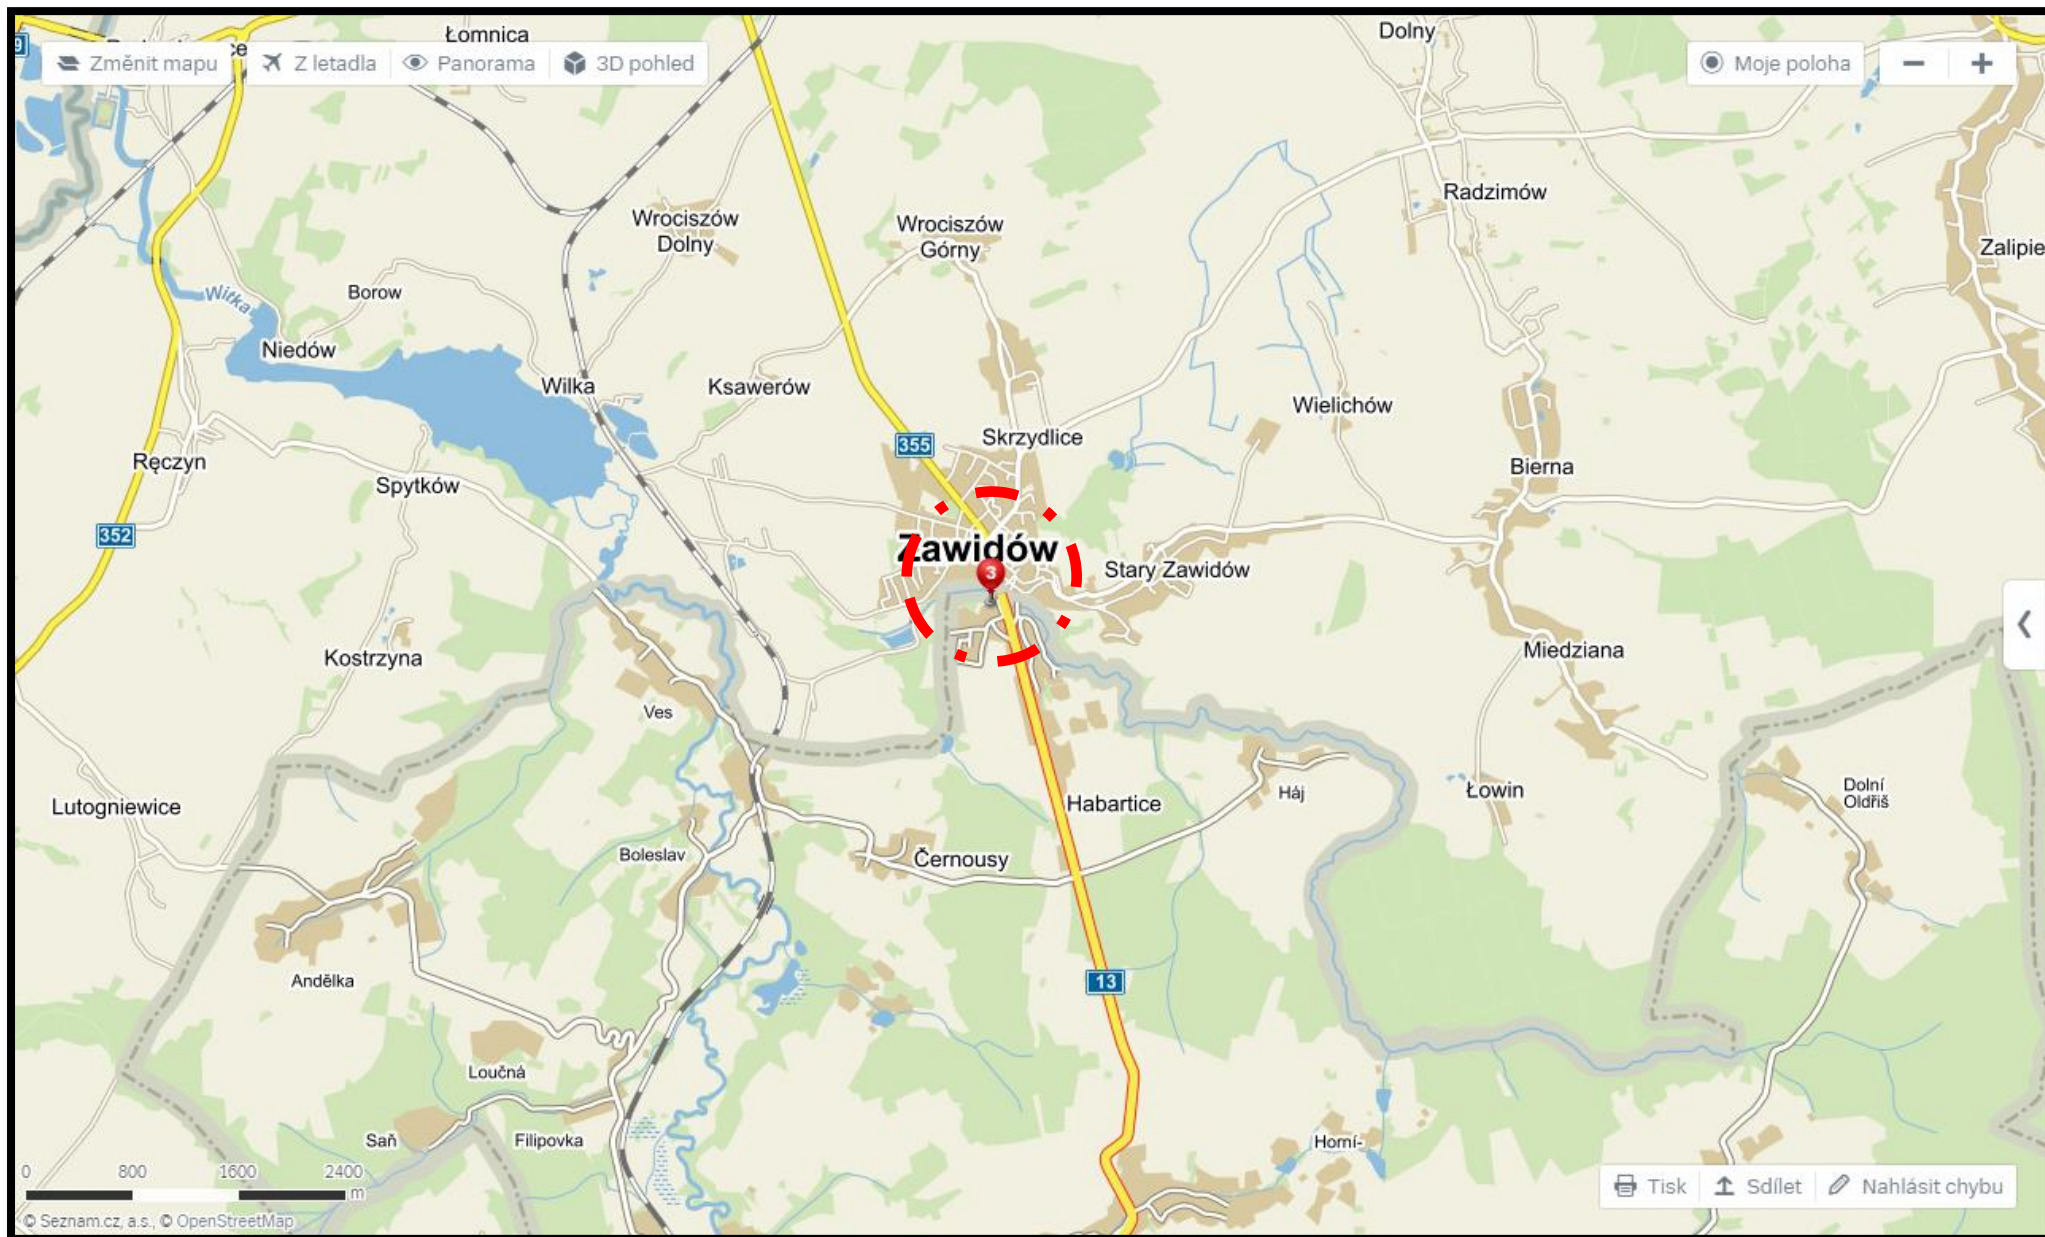 Łomnica
Dolny
9
Změnit mapu
Z letadla
Panorama
3D pohled
Moje poloha
Radzimów
Wrociszów
Dolny
Wrociszów
Górny
Zalipie
Borow
Witka
Niedów
Wilka
Ksawerów
Wielichów
355
Skrzydlice
Ręczyn
Bierna
Spytków
352
Zawidów
3
Stary Zawidów
Kostrzyna
Miedziana
Ves
Háj
Łowin
Dolní
Oldřiš
Lutogniewice
Habartice
Boleslav
Černousy
Andělka
13
Loučná
Saň
Filipovka
Horní-
0 800 1600 2400
m
Tisk
Sdílet
Nahlásit chybu
© Seznam.cz, a.s., © OpenStreetMap